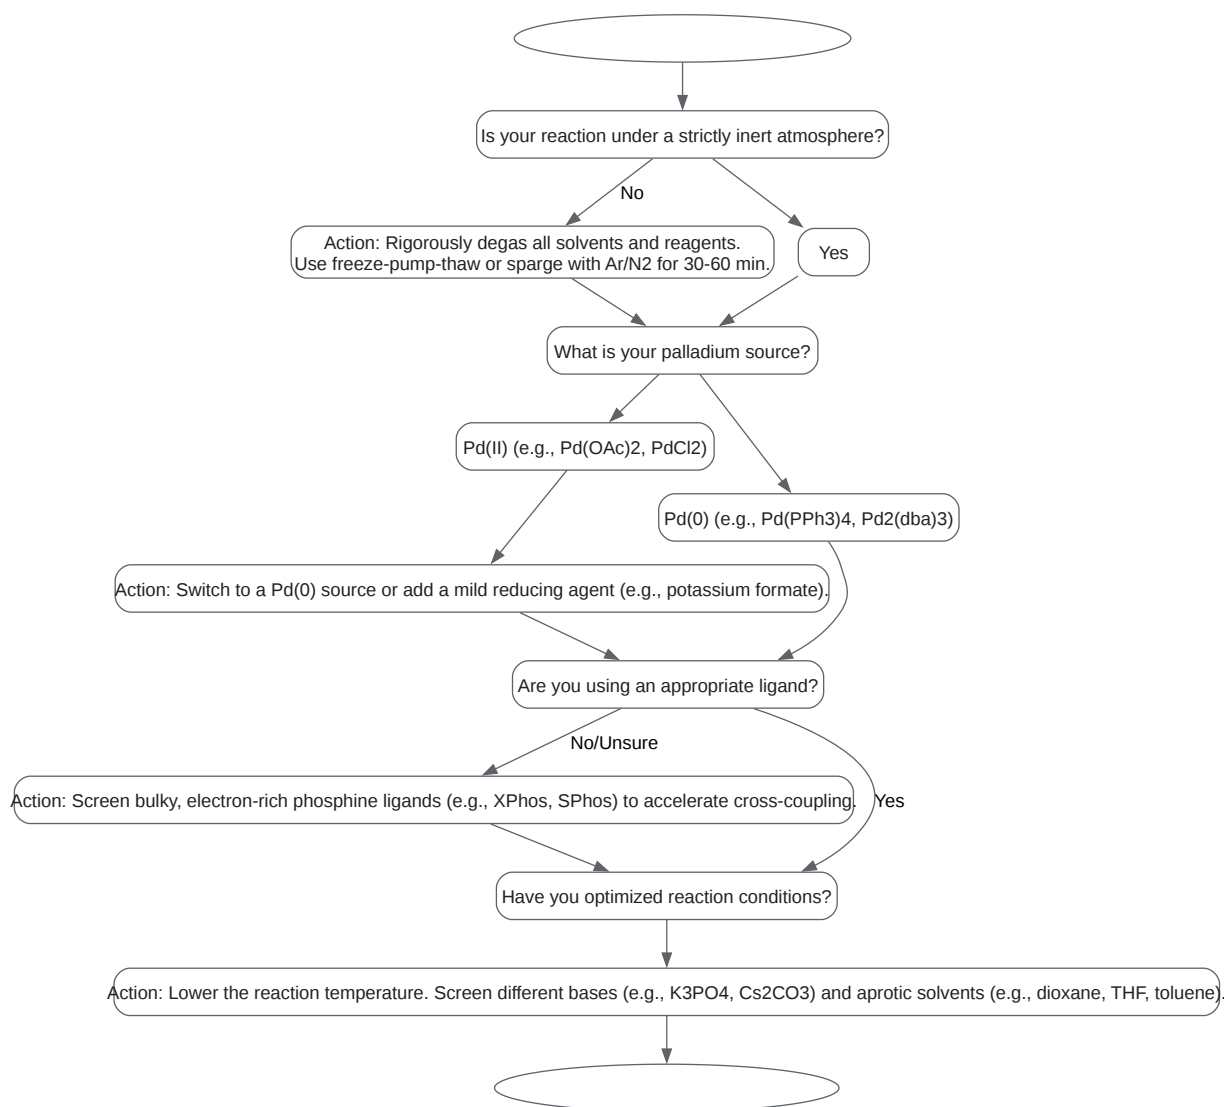 Is your reaction under a strictly inert atmosphere?
No
Action: Rigorously degas all solvents and reagents.
Use freeze-pump-thaw or sparge with Ar/N2 for 30-60 min.
Yes
What is your palladium source?
Pd(II) (e.g., Pd(OAc)2, PdCl2)
Pd(0) (e.g., Pd(PPh3)4, Pd2(dba)3)
Action: Switch to a Pd(0) source or add a mild reducing agent (e.g., potassium formate).
Are you using an appropriate ligand?
No/Unsure
Action: Screen bulky, electron-rich phosphine ligands (e.g., XPhos, SPhos) to accelerate cross-coupling.
Yes
Have you optimized reaction conditions?
Action: Lower the reaction temperature. Screen different bases (e.g., K3PO4, Cs2CO3) and aprotic solvents (e.g., dioxane, THF, toluene).